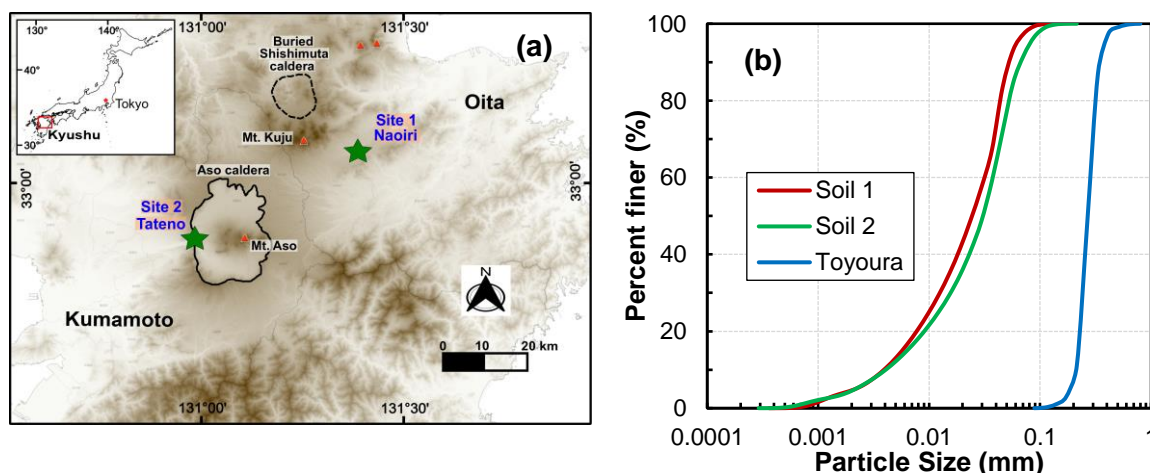 (a)
130°
140°
40°
30°
Tokyo
Kyushu
131°00'
131°30'
Buried
Shishimuta
caldera
Oita
Mt. Kuju
Site 1
Naoiri
33°00'
33°00'
Aso caldera
Site 2
Tateno
Mt. Aso
N
Kumamoto
0 10 20 km
131°00'
131°30'
(b)
Percent finer (%)
100
80
60
40
20
0
Soil 1
Soil 2
Toyoura
0.0001 0.001 0.01 0.1 1
Particle Size (mm)